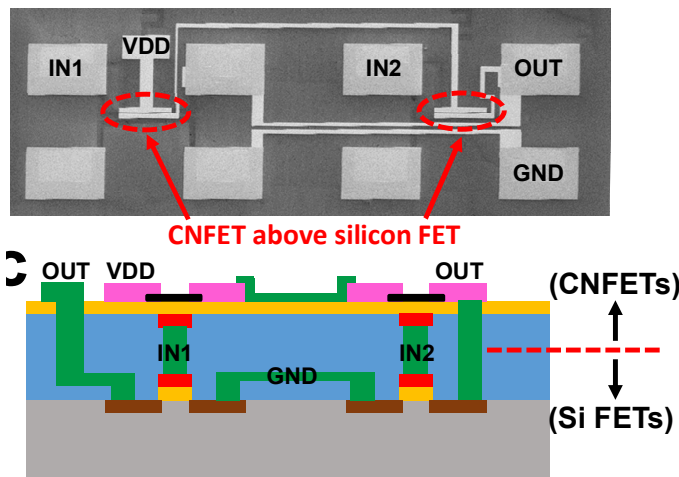 IN1
VDD
IN2
OUT
GND
CNFET above silicon FET
C
OUT
VDD
OUT
(CNFETs)
IN1
GND
IN2
(Si FETs)